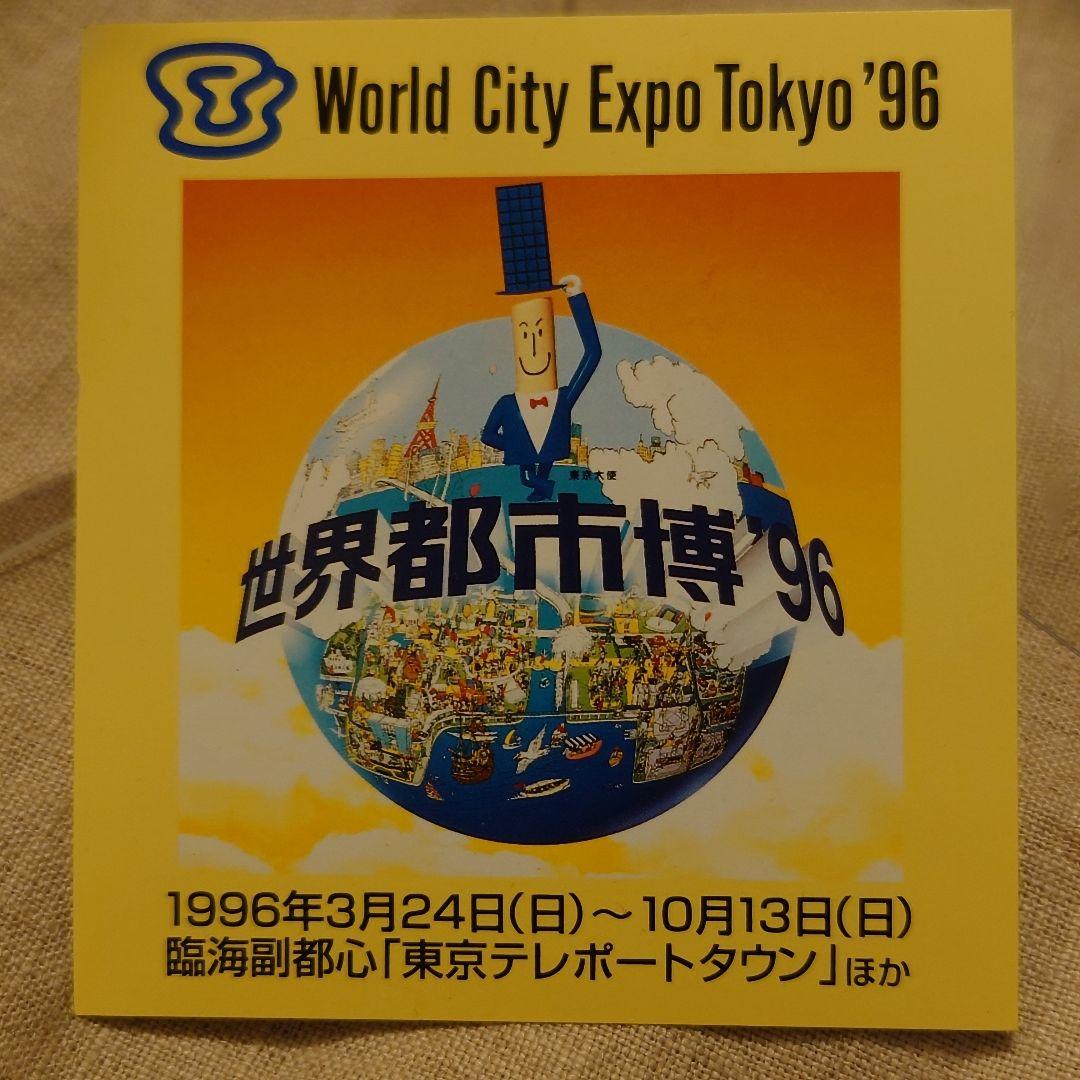 World City Expo Tokyo '96
東京大使
世界都市博'96
1996年3月24日(日)～10月13日(日)
臨海副都心「東京テレポートタウン」ほか